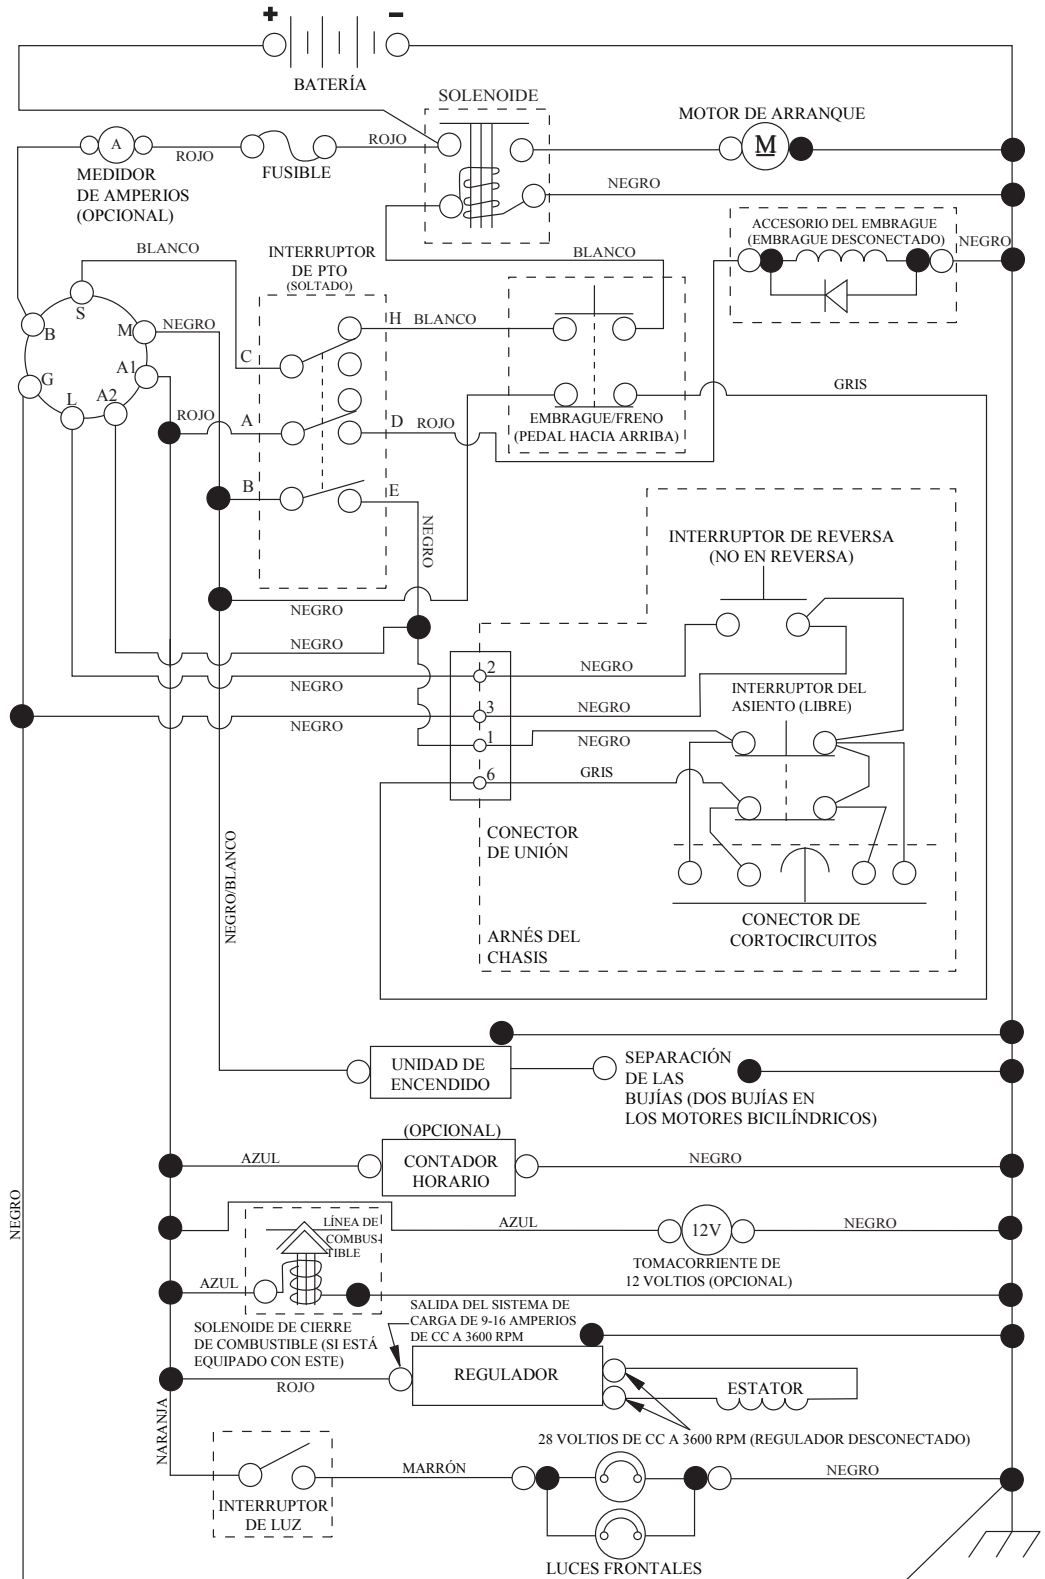 +
−
BATERÍA
SOLENOIDE
MOTOR DE ARRANQUE
M
A
ROJO
ROJO
MEDIDOR
DE AMPERIOS
(OPCIONAL)
FUSIBLE
NEGRO
ACCESORIO DEL EMBRAGUE
(EMBRAGUE DESCONECTADO)
NEGRO
BLANCO
INTERRUPTOR
DE PTO
(SOLTADO)
BLANCO
S
B
M
NEGRO
H
BLANCO
C
A1
G
L
A2
ROJO
A
D
ROJO
GRIS
EMBRAGUE/FRENO
(PEDAL HACIA ARRIBA)
B
E
NEGRO
INTERRUPTOR DE REVERSA
(NO EN REVERSA)
NEGRO
NEGRO
NEGRO
2
NEGRO
INTERRUPTOR DEL
ASIENTO (LIBRE)
3
NEGRO
NEGRO
1
NEGRO
6
GRIS
CONECTOR
DE UNIÓN
NEGRO/BLANCO
CONECTOR DE
CORTOCIRCUITOS
ARNÉS DEL
CHASIS
UNIDAD DE
ENCENDIDO
SEPARACIÓN
DE LAS
BUJÍAS (DOS BUJÍAS EN
LOS MOTORES BICILÍNDRICOS)
(OPCIONAL)
AZUL
CONTADOR
HORARIO
NEGRO
NEGRO
LÍNEA DE
COMBUS-
TIBLE
AZUL
12V
NEGRO
TOMACORRIENTE DE
12 VOLTIOS (OPCIONAL)
AZUL
SALIDA DEL SISTEMA DE
CARGA DE 9-16 AMPERIOS
DE CC A 3600 RPM
SOLENOIDE DE CIERRE
DE COMBUSTIBLE (SI ESTÁ
EQUIPADO CON ESTE)
ROJO
REGULADOR
ESTATOR
NARANJA
28 VOLTIOS DE CC A 3600 RPM (REGULADOR DESCONECTADO)
MARRÓN
NEGRO
INTERRUPTOR
DE LUZ
LUCES FRONTALES